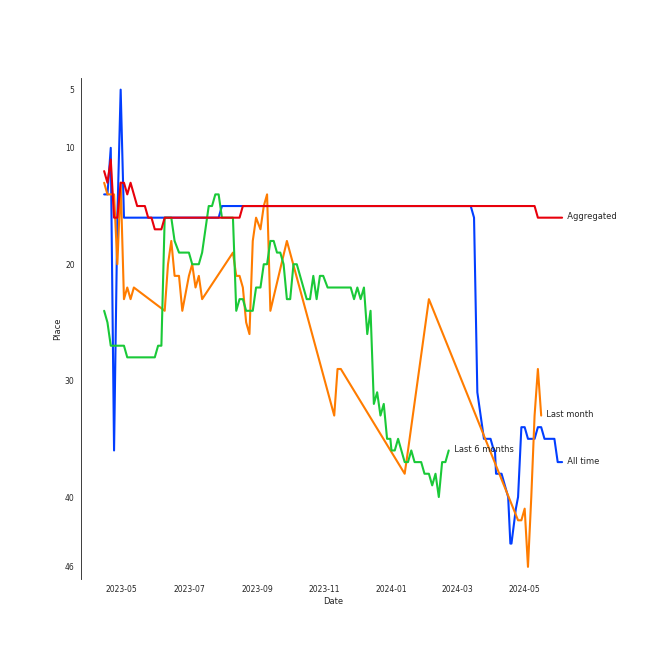 5
10
20
30
40
46
Place
Aggregated
Last month
Last 6 months
All time
2023-05 2023-07 2023-09 2023-11 2024-01 2024-03 2024-05
Date